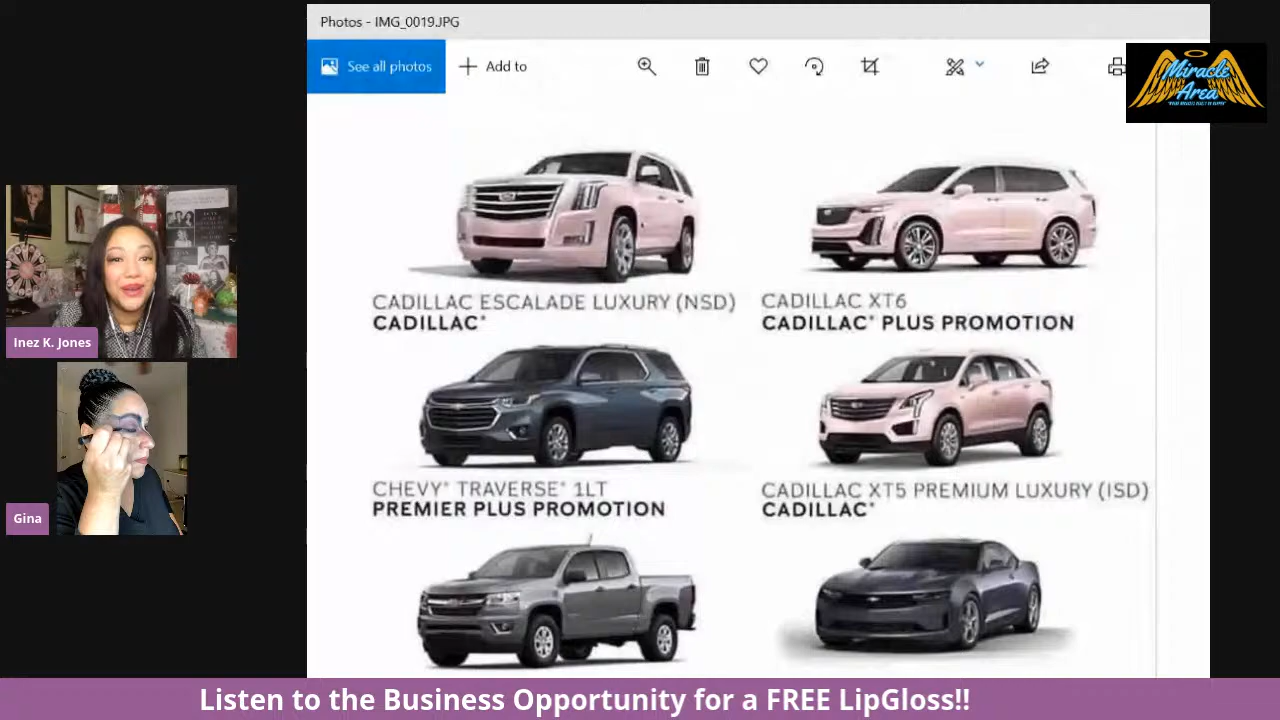 Photos - IMG_0019.JPG
See all photos
Add to
Miracle
Area
Inez K. Jones
Gina
CADILLAC ESCALADE LUXURY (NSD)
CADILLAC®
CADILLAC XT6
CADILLAC® PLUS PROMOTION
CHEVY® TRAVERSE® 1LT
PREMIER PLUS PROMOTION
CADILLAC XT5 PREMIUM LUXURY (ISD)
CADILLAC®
Listen to the Business Opportunity for a FREE LipGloss!!